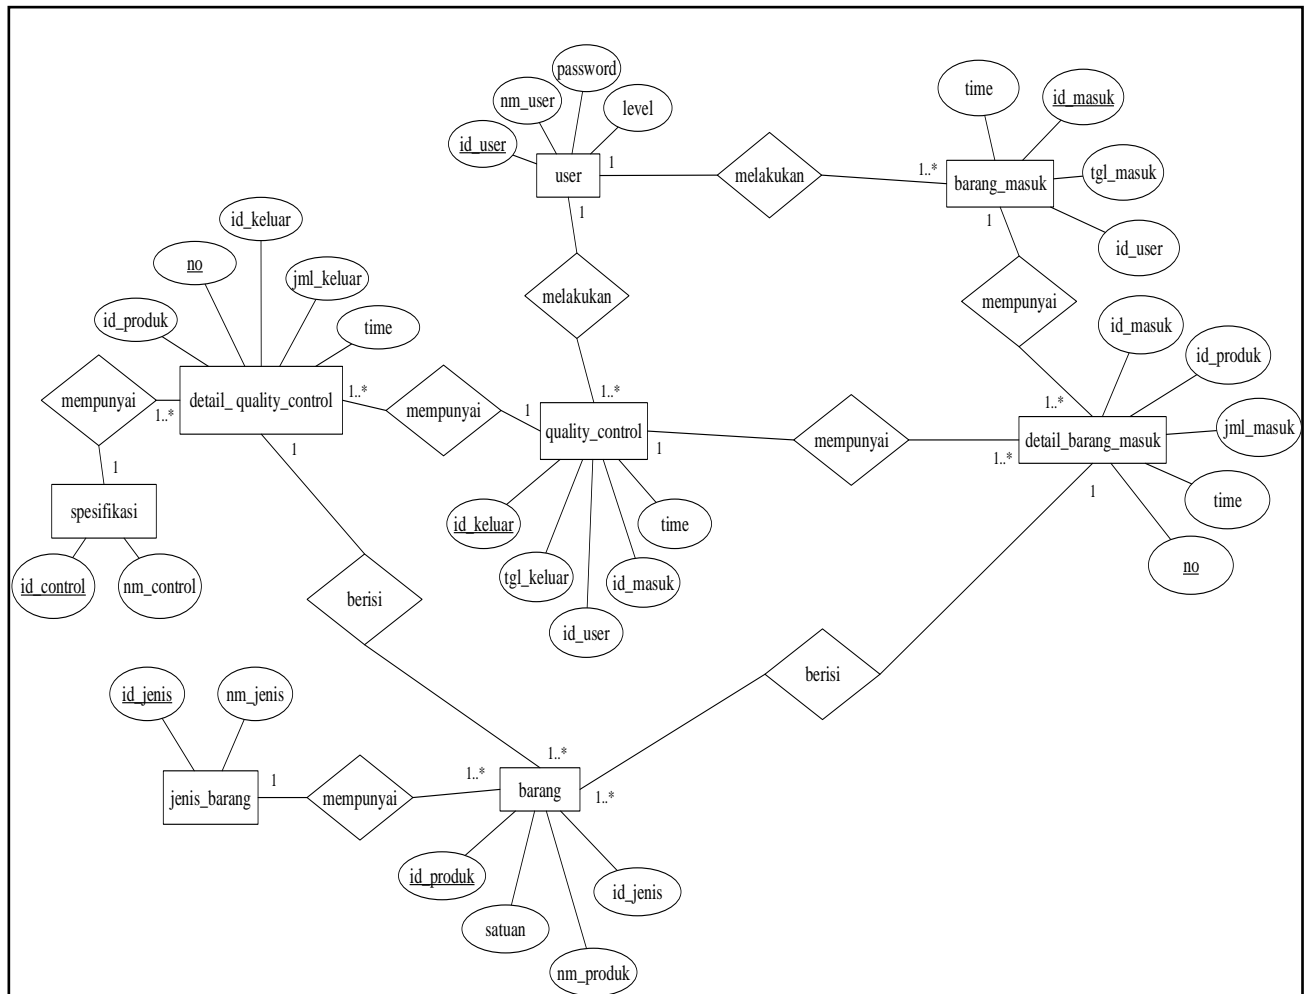 password
time
id_masuk
nm_user
level
id_user
1
1..*
user
melakukan
barang_masuk
tgl_masuk
1
1
id_keluar
id_user
no
jml_keluar
melakukan
mempunyai
id_produk
time
id_masuk
id_produk
mempunyai
1..*
detail_ quality_control
1..*
mempunyai
1..*
1
quality_control
1
mempunyai
1..*
1..*
detail_barang_masuk
jml_masuk
1
1
1
spesifikasi
id_keluar
time
time
id_control
nm_control
tgl_keluar
id_masuk
no
berisi
id_user
berisi
id_jenis
nm_jenis
1..*
1
1..*
1..*
jenis_barang
mempunyai
barang
id_produk
id_jenis
satuan
nm_produk